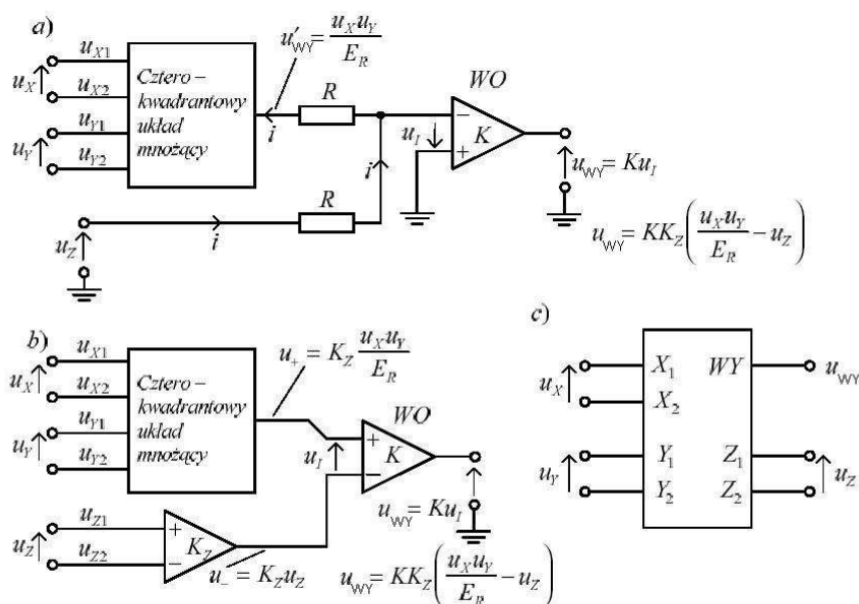 a)
u_X1
u_X
u_X2
u_Y1
u_Y
u_Y2
Cztero –
kwadrantowy
układ
mnożący
u'_WY = u_X u_Y / E_R
i
R
i
WO
u_I
–
+
K
u_WY = Ku_I
u_Z
i
R
u_WY = KK_Z (u_X u_Y / E_R – u_Z)
b)
u_X1
u_X
u_X2
u_Y1
u_Y
u_Y2
Cztero –
kwadrantowy
układ
mnożący
u_+ = K_Z u_X u_Y / E_R
WO
u_I
+
–
K
u_WY = Ku_I
u_Z1
u_Z
u_Z2
+
–
K_Z
u_– = K_Z u_Z
u_WY = KK_Z (u_X u_Y / E_R – u_Z)
c)
u_X
X_1 WY
u_WY
X_2
u_Y
Y_1 Z_1
u_Z
Y_2 Z_2